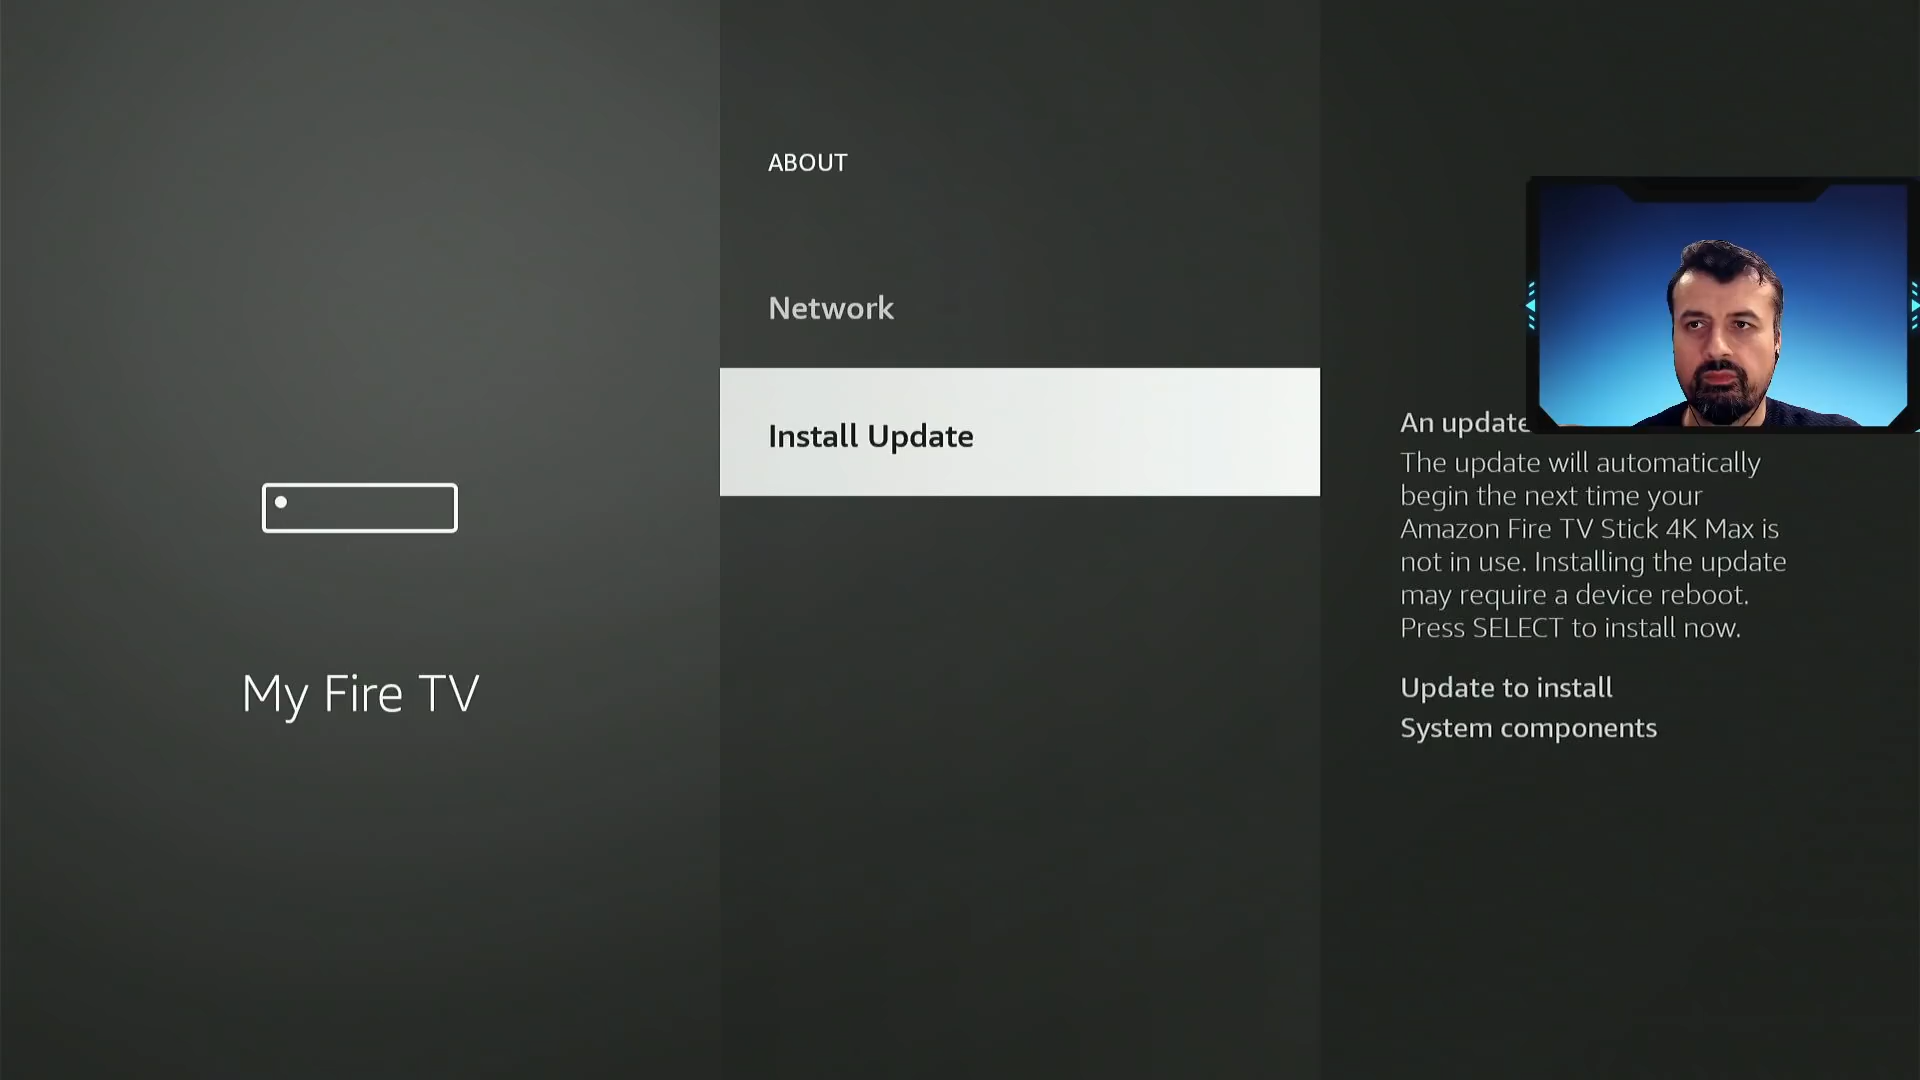 ABOUT
Network
Install Update
My Fire TV
An update
The update will automatically
begin the next time your
Amazon Fire TV Stick 4K Max is
not in use. Installing the update
may require a device reboot.
Press SELECT to install now.
Update to install
System components